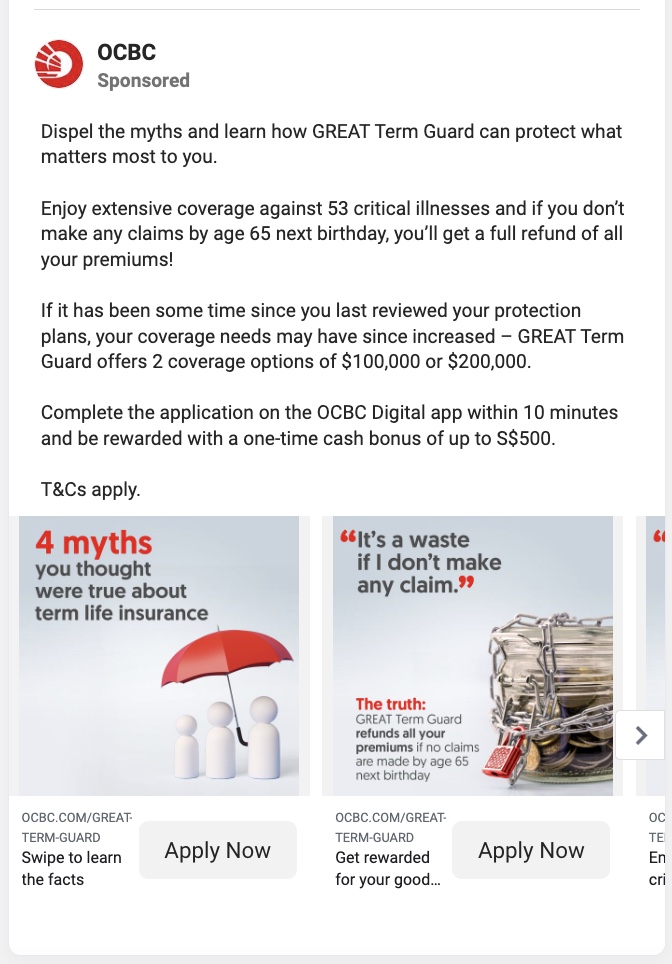 OCBC
Sponsored
Dispel the myths and learn how GREAT Term Guard can protect what
matters most to you.
Enjoy extensive coverage against 53 critical illnesses and if you don't
make any claims by age 65 next birthday, you'll get a full refund of all
your premiums!
If it has been some time since you last reviewed your protection
plans, your coverage needs may have since increased – GREAT Term
Guard offers 2 coverage options of $100,000 or $200,000.
Complete the application on the OCBC Digital app within 10 minutes
and be rewarded with a one-time cash bonus of up to S$500.
T&Cs apply.
4 myths
you thought
were true about
term life insurance
“It's a waste
if I don't make
any claim.”
The truth:
GREAT Term Guard
refunds all your
premiums if no claims
are made by age 65
next birthday
“
OCBC.COM/GREAT-
TERM-GUARD
Swipe to learn
the facts
Apply Now
OCBC.COM/GREAT-
TERM-GUARD
Get rewarded
for your good...
Apply Now
OC
TE
En
cri